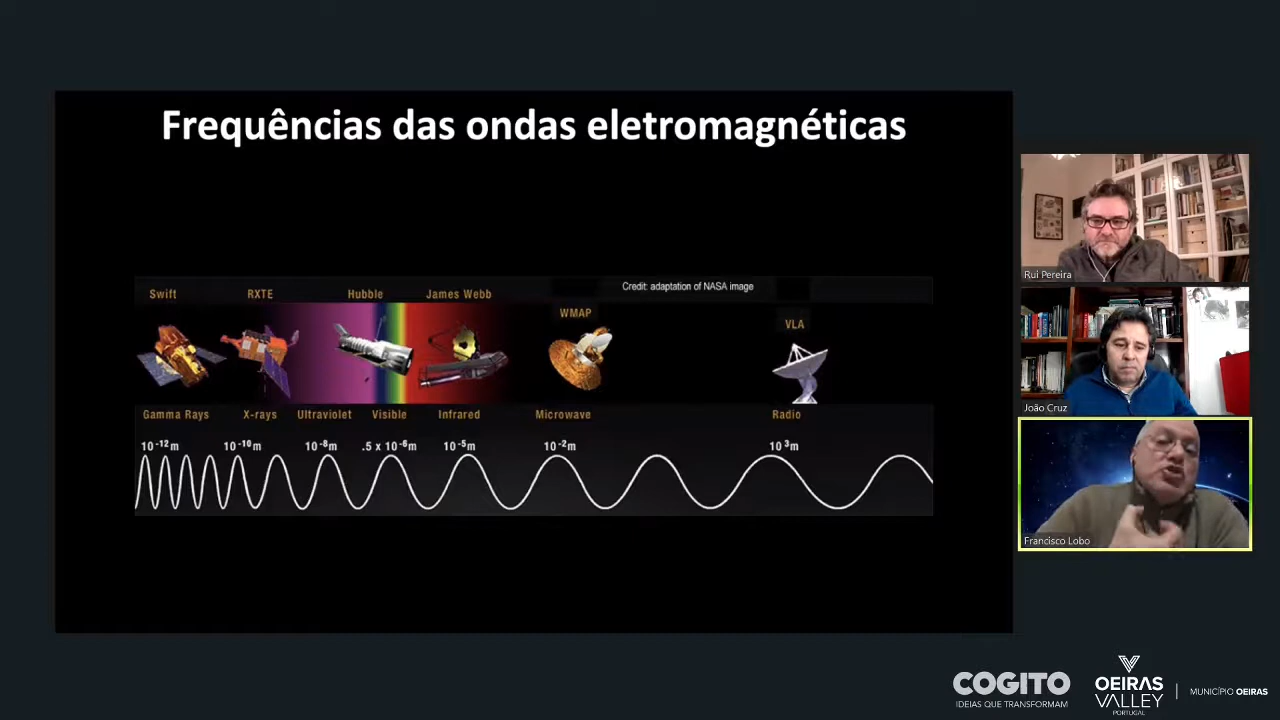 Frequências das ondas eletromagnéticas
Swift RXTE Hubble James Webb Credit: adaptation of NASA image
WMAP VLA
Gamma Rays X-rays Ultraviolet Visible Infrared Microwave Radio
10⁻¹²m 10⁻¹⁰m 10⁻⁸m .5 x 10⁻⁶m 10⁻⁵m 10⁻²m 10³m
Rui Pereira
João Cruz
Francisco Lobo
COGITO
IDEIAS QUE TRANSFORMAM
OEIRAS
VALLEY
PORTUGAL
MUNICÍPIO OEIRAS